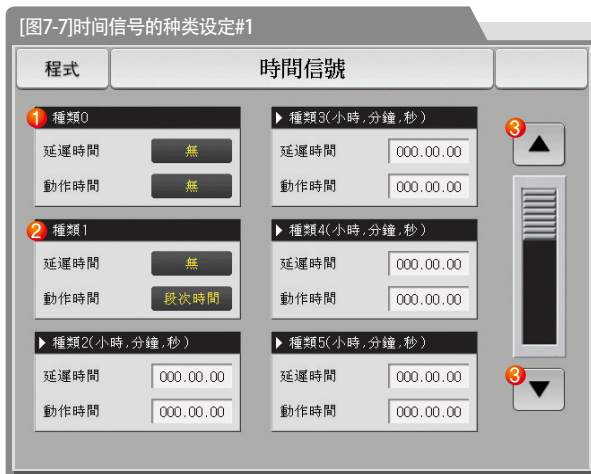 [图7-7]时间信号的种类设定#1
程式
時間信號
1 種類0
延遲時間 無
動作時間 無
2 種類1
延遲時間 無
動作時間 段次時間
▶ 種類2(小時,分鐘,秒)
延遲時間 000.00.00
動作時間 000.00.00
▶ 種類3(小時,分鐘,秒)
延遲時間 000.00.00
動作時間 000.00.00
▶ 種類4(小時,分鐘,秒)
延遲時間 000.00.00
動作時間 000.00.00
▶ 種類5(小時,分鐘,秒)
延遲時間 000.00.00
動作時間 000.00.00
3
▲
3
▼